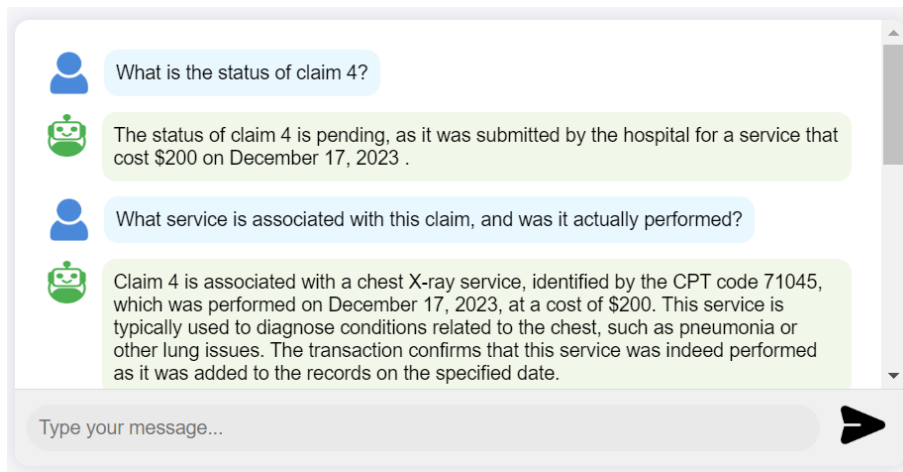 What is the status of claim 4?
The status of claim 4 is pending, as it was submitted by the hospital for a service that
cost $200 on December 17, 2023 .
What service is associated with this claim, and was it actually performed?
Claim 4 is associated with a chest X-ray service, identified by the CPT code 71045,
which was performed on December 17, 2023, at a cost of $200. This service is
typically used to diagnose conditions related to the chest, such as pneumonia or
other lung issues. The transaction confirms that this service was indeed performed
as it was added to the records on the specified date.
Type your message...